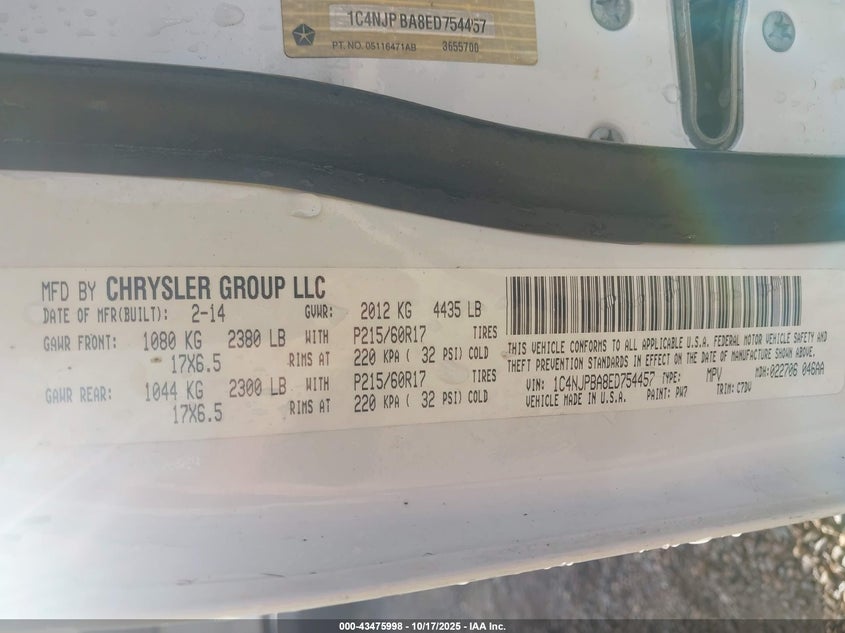 1C4NJPBA8ED754457
PT. NO. 05116471AB 3655700
MFD BY CHRYSLER GROUP LLC
DATE OF MFR(BUILT): 2-14 GVWR: 2012 KG 4435 LB
GAWR FRONT: 1080 KG 2380 LB WITH P215/60R17 TIRES
17X6.5 RIMS AT 220 KPA ( 32 PSI) COLD
GAWR REAR: 1044 KG 2300 LB WITH P215/60R17 TIRES
17X6.5 RIMS AT 220 KPA ( 32 PSI) COLD
THIS VEHICLE CONFORMS TO ALL APPLICABLE U.S.A. FEDERAL MOTOR VEHICLE SAFETY AND
THEFT PREVENTION STANDARDS IN EFFECT ON THE DATE OF MANUFACTURE SHOWN ABOVE.
VIN: 1C4NJPBA8ED754457 TYPE: MPV MDH:022706 046AA
VEHICLE MADE IN U.S.A. PAINT: PW7 TRIM: C7DV
000-43475998 | 10/17/2025 - IAA Inc.